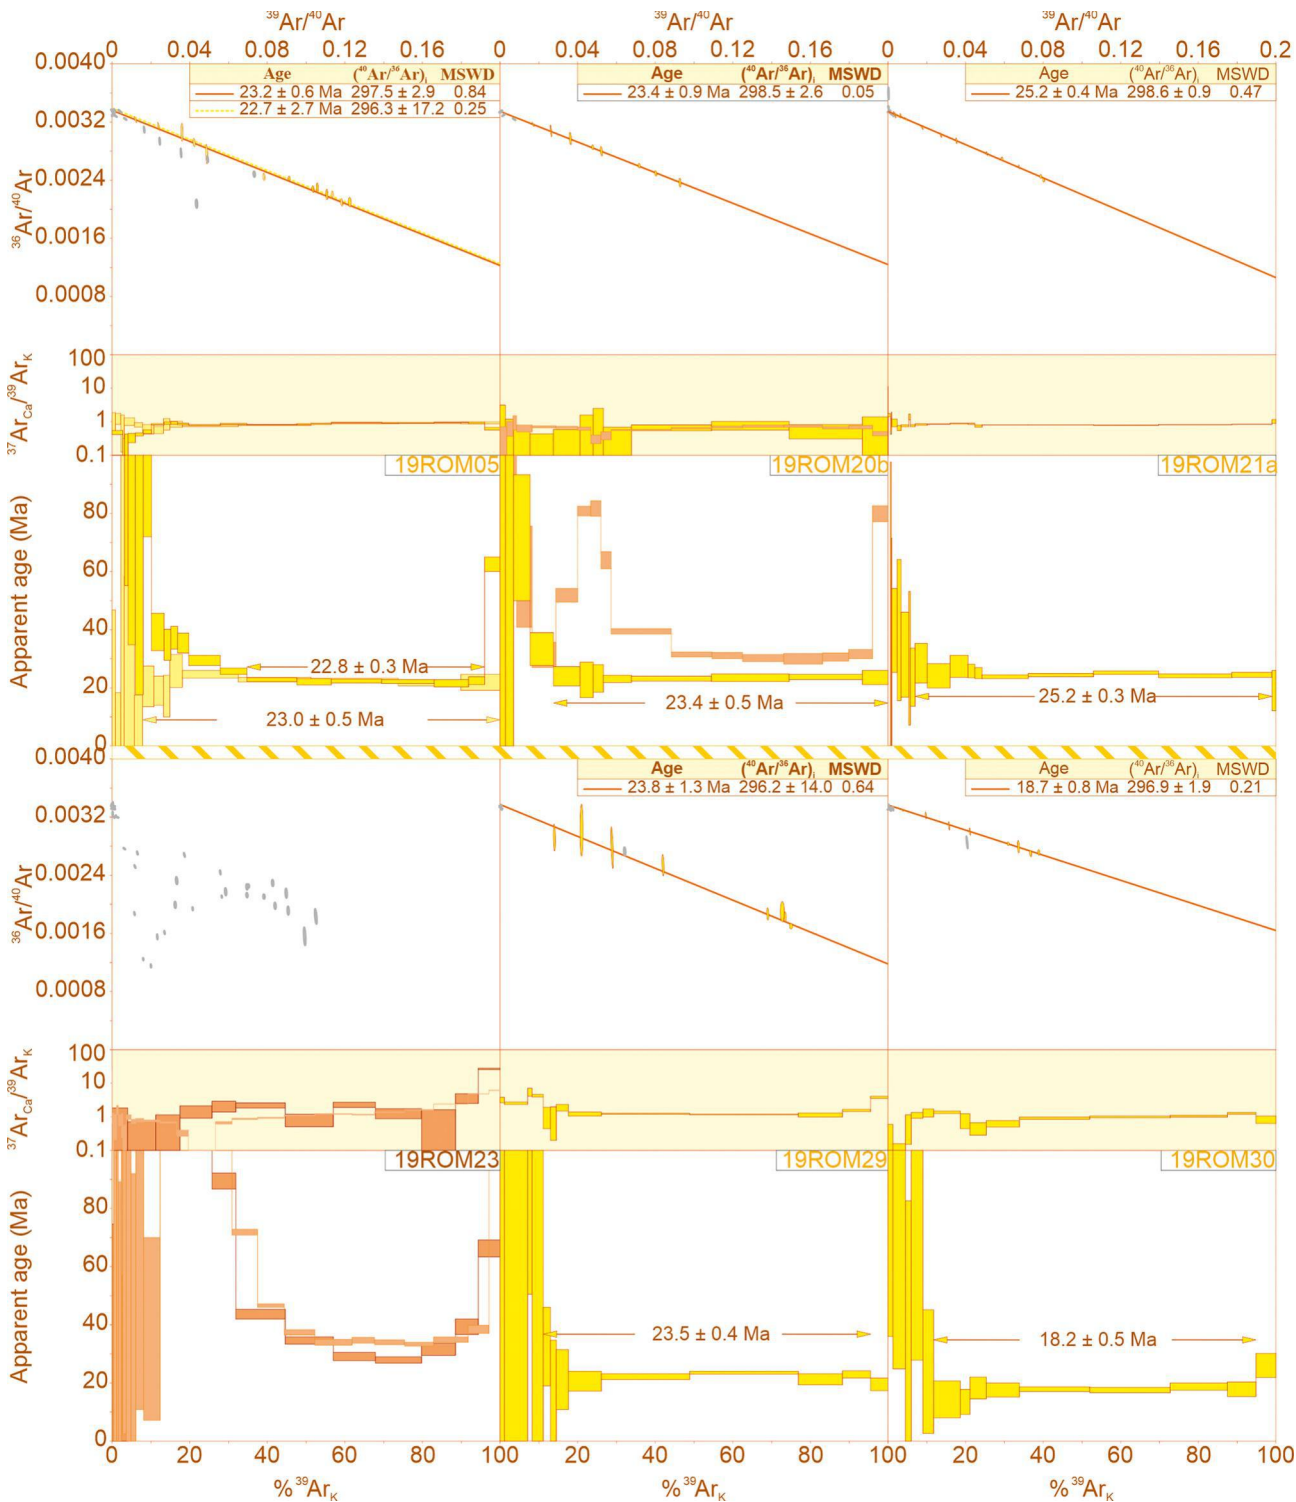 ³⁹Ar/⁴⁰Ar ³⁹Ar/⁴⁰Ar ³⁹Ar/⁴⁰Ar
0 0.04 0.08 0.12 0.16 0 0.04 0.08 0.12 0.16 0 0.04 0.08 0.12 0.16 0.2
0.0040
0.0032
0.0024
0.0016
0.0008
³⁶Ar/⁴⁰Ar
Age (⁴⁰Ar/³⁶Ar)ᵢ MSWD
23.2 ± 0.6 Ma 297.5 ± 2.9 0.84
22.7 ± 2.7 Ma 296.3 ± 17.2 0.25
Age (⁴⁰Ar/³⁶Ar)ᵢ MSWD
23.4 ± 0.9 Ma 298.5 ± 2.6 0.05
Age (⁴⁰Ar/³⁶Ar)ᵢ MSWD
25.2 ± 0.4 Ma 298.6 ± 0.9 0.47
³⁷Ar_Ca/³⁹Ar_K
100
10
1
0.1
19ROM05
19ROM20b
19ROM21a
Apparent age (Ma)
80
60
40
20
0
22.8 ± 0.3 Ma
23.0 ± 0.5 Ma
23.4 ± 0.5 Ma
25.2 ± 0.3 Ma
0.0040
0.0032
0.0024
0.0016
0.0008
³⁶Ar/⁴⁰Ar
Age (⁴⁰Ar/³⁶Ar)ᵢ MSWD
23.8 ± 1.3 Ma 296.2 ± 14.0 0.64
Age (⁴⁰Ar/³⁶Ar)ᵢ MSWD
18.7 ± 0.8 Ma 296.9 ± 1.9 0.21
³⁷Ar_Ca/³⁹Ar_K
100
10
1
0.1
19ROM23
19ROM29
19ROM30
Apparent age (Ma)
80
60
40
20
0
23.5 ± 0.4 Ma
18.2 ± 0.5 Ma
0 20 40 60 80 100 20 40 60 80 100 20 40 60 80 100
% ³⁹Ar_K % ³⁹Ar_K % ³⁹Ar_K